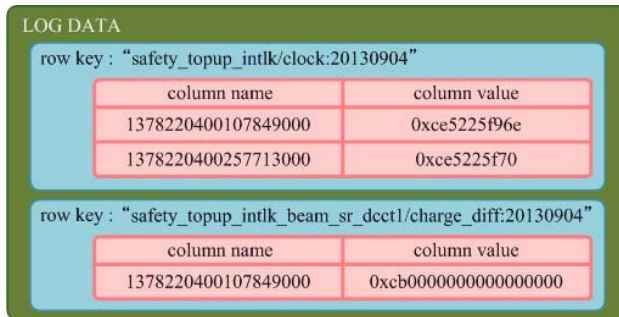 LOG DATA
row key : “safety_topup_intlk/clock:20130904”
column name column value
1378220400107849000 0xce5225f96e
1378220400257713000 0xce5225f70
row key : “safety_topup_intlk_beam_sr_dcct1/charge_diff:20130904”
column name column value
1378220400107849000 0xcb0000000000000000